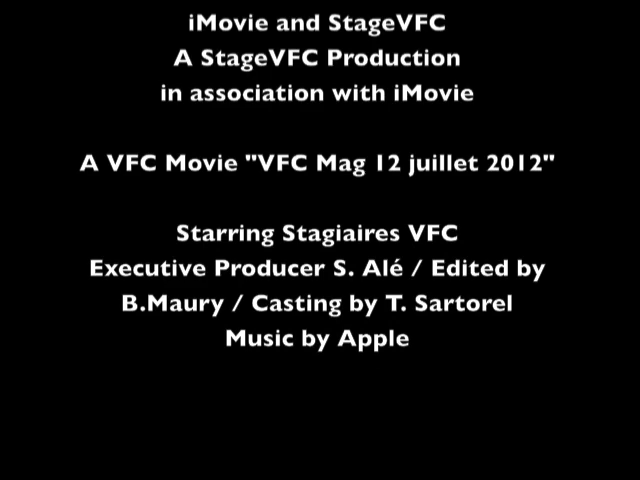 iMovie and StageVFC
A StageVFC Production
in association with iMovie
A VFC Movie "VFC Mag 12 juillet 2012"
Starring Stagiaires VFC
Executive Producer S. Alé / Edited by
B.Maury / Casting by T. Sartorel
Music by Apple